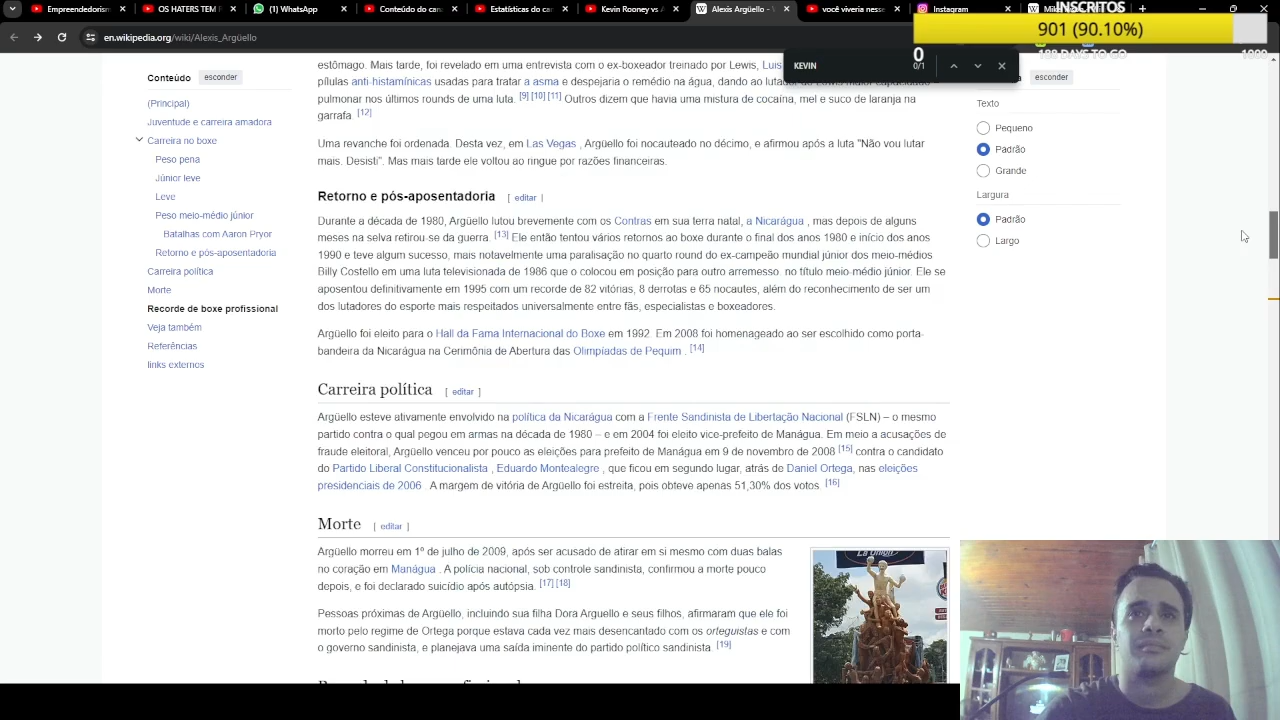 Emprendedorism
OS HATERS TEM F
(1) WhatsApp
Conteúdo do can
Estatísticas do car
Kevin Rooney vs A
Alexis Argüello – W
você viveria ness
Instagram
INSCRITOS
901 (90.10%)
188 DAYS TO GO
1000
en.wikipedia.org/wiki/Alexis_Argüello
KEVIN
0
0/1
Conteúdo esconder
(Principal)
Juventude e carreira amadora
Carreira no boxe
Peso pena
Júnior leve
Leve
Peso meio-médio júnior
Batalhas com Aaron Pryor
Retorno e pós-aposentadoria
Carreira política
Morte
Recorde de boxe profissional
Veja também
Referências
links externos
estômago. Mais tarde, foi revelado em uma entrevista com o ex-boxeador treinado por Lewis, Luis
pílulas anti-histamínicas usadas para tratar a asma e despejaria o remédio na água, dando ao lutador
pulmonar nos últimos rounds de uma luta. [9] [10] [11] Outros dizem que havia uma mistura de cocaína, mel e suco de laranja na
garrafa. [12]
Uma revanche foi ordenada. Desta vez, em Las Vegas , Argüello foi nocauteado no décimo, e afirmou após a luta "Não vou lutar
mais. Desisti". Mas mais tarde ele voltou ao ringue por razões financeiras.
Retorno e pós-aposentadoria [ editar ]
Durante a década de 1980, Argüello lutou brevemente com os Contras em sua terra natal, a Nicarágua , mas depois de alguns
meses na selva retirou-se da guerra. [13] Ele então tentou vários retornos ao boxe durante o final dos anos 1980 e início dos anos
1990 e teve algum sucesso, mais notavelmente uma paralisação no quarto round do ex-campeão mundial júnior dos meio-médios
Billy Costello em uma luta televisionada de 1986 que o colocou em posição para outro arremesso. no título meio-médio júnior. Ele se
aposentou definitivamente em 1995 com um recorde de 82 vitórias, 8 derrotas e 65 nocautes, além do reconhecimento de ser um
dos lutadores do esporte mais respeitados universalmente entre fãs, especialistas e boxeadores.
Argüello foi eleito para o Hall da Fama Internacional do Boxe em 1992. Em 2008 foi homenageado ao ser escolhido como porta-
bandeira da Nicarágua na Cerimônia de Abertura das Olimpíadas de Pequim . [14]
Carreira política [ editar ]
Argüello esteve ativamente envolvido na política da Nicarágua com a Frente Sandinista de Libertação Nacional (FSLN) – o mesmo
partido contra o qual pegou em armas na década de 1980 – e em 2004 foi eleito vice-prefeito de Manágua. Em meio a acusações de
fraude eleitoral, Argüello venceu por pouco as eleições para prefeito de Manágua em 9 de novembro de 2008 [15] contra o candidato
do Partido Liberal Constitucionalista , Eduardo Montealegre , que ficou em segundo lugar, atrás de Daniel Ortega, nas eleições
presidenciais de 2006 . A margem de vitória de Argüello foi estreita, pois obteve apenas 51,30% dos votos. [16]
Morte [ editar ]
Argüello morreu em 1º de julho de 2009, após ser acusado de atirar em si mesmo com duas balas
no coração em Manágua . A polícia nacional, sob controle sandinista, confirmou a morte pouco
depois, e foi declarado suicídio após autópsia. [17] [18]
Pessoas próximas de Argüello, incluindo sua filha Dora Arguello e seus filhos, afirmaram que ele foi
morto pelo regime de Ortega porque estava cada vez mais desencantado com os orteguistas e com
o governo sandinista, e planejava uma saída iminente do partido político sandinista. [19]
La Unión
esconder
Texto
Pequeno
Padrão
Grande
Largura
Padrão
Largo